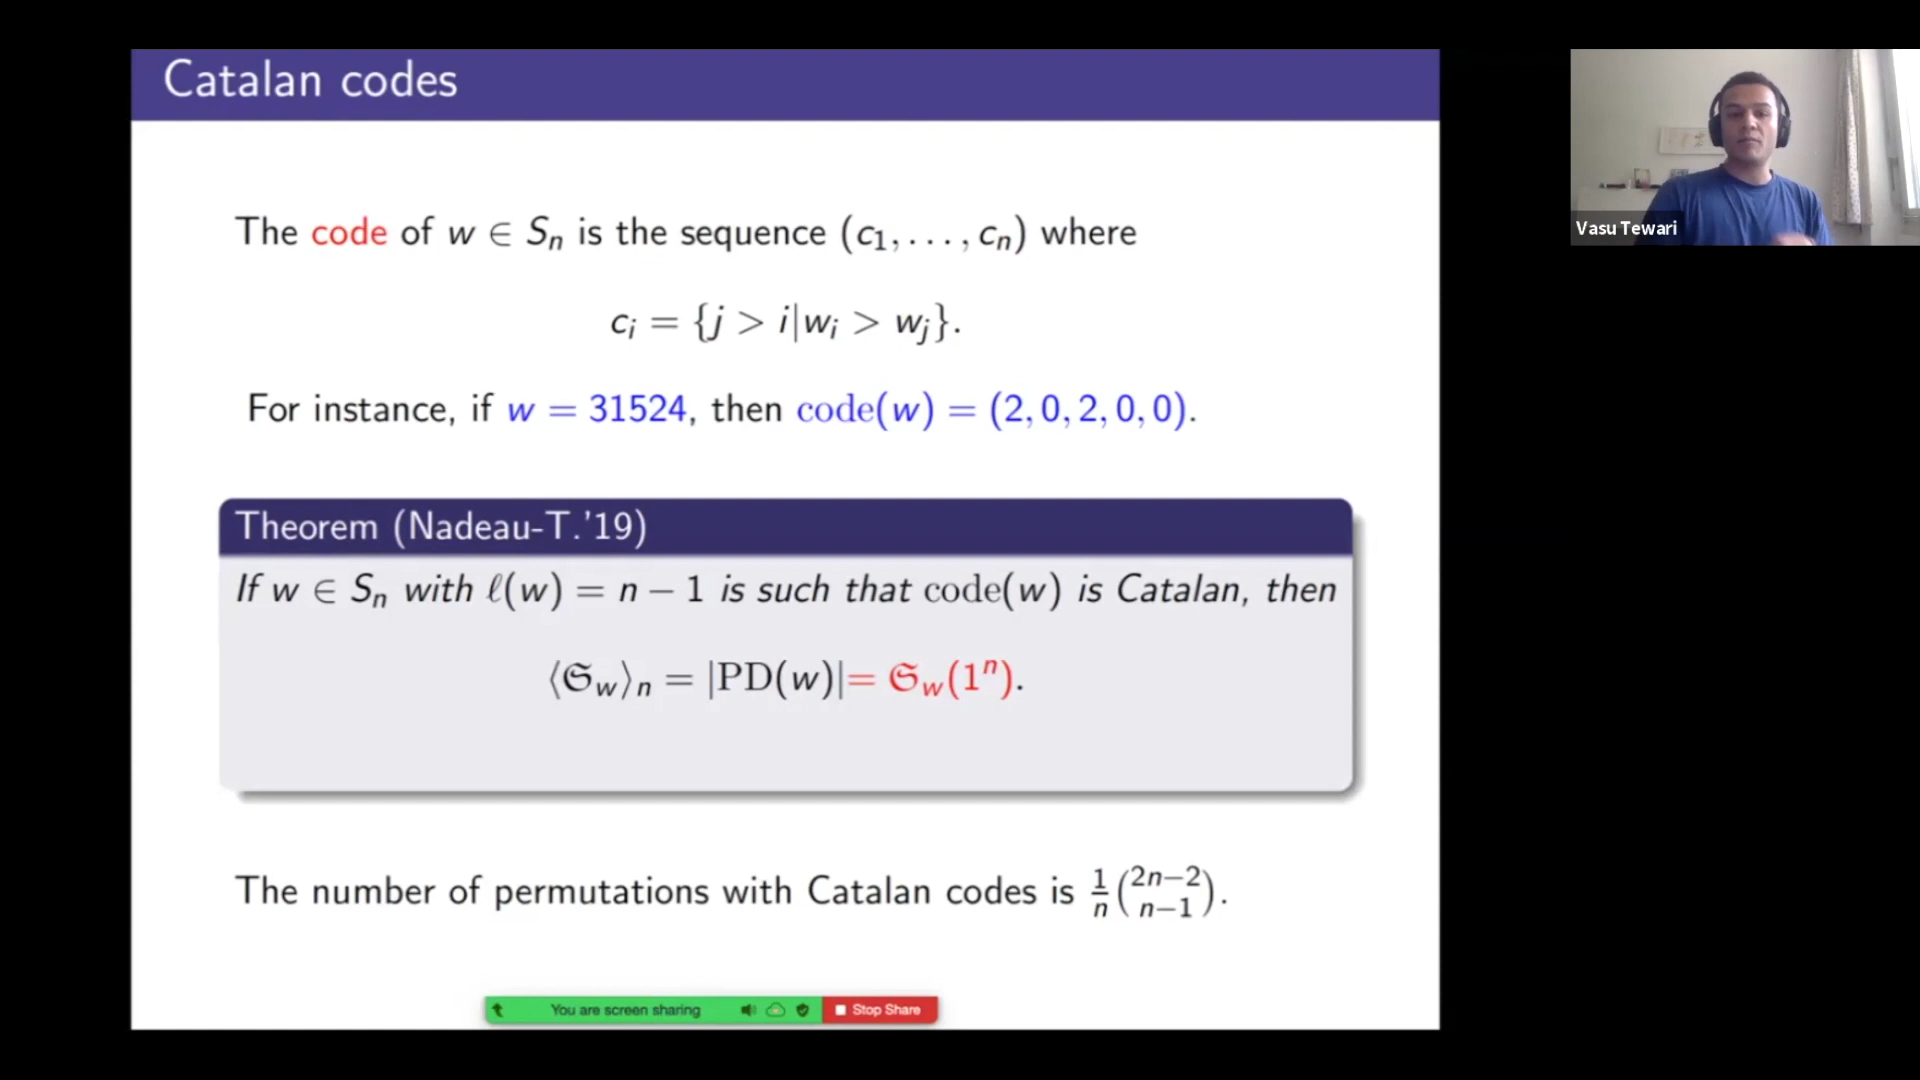 Catalan codes
The code of w ∈ Sₙ is the sequence (c₁, . . . , cₙ) where
cᵢ = {j > i|wᵢ > wⱼ}.
For instance, if w = 31524, then code(w) = (2, 0, 2, 0, 0).
Theorem (Nadeau-T.'19)
If w ∈ Sₙ with ℓ(w) = n − 1 is such that code(w) is Catalan, then
⟨𝔖_w⟩ₙ = |PD(w)|= 𝔖_w(1ⁿ).
The number of permutations with Catalan codes is \frac{1}{n}\binom{2n−2}{n−1}.
You are screen sharing
Stop Share
Vasu Tewari